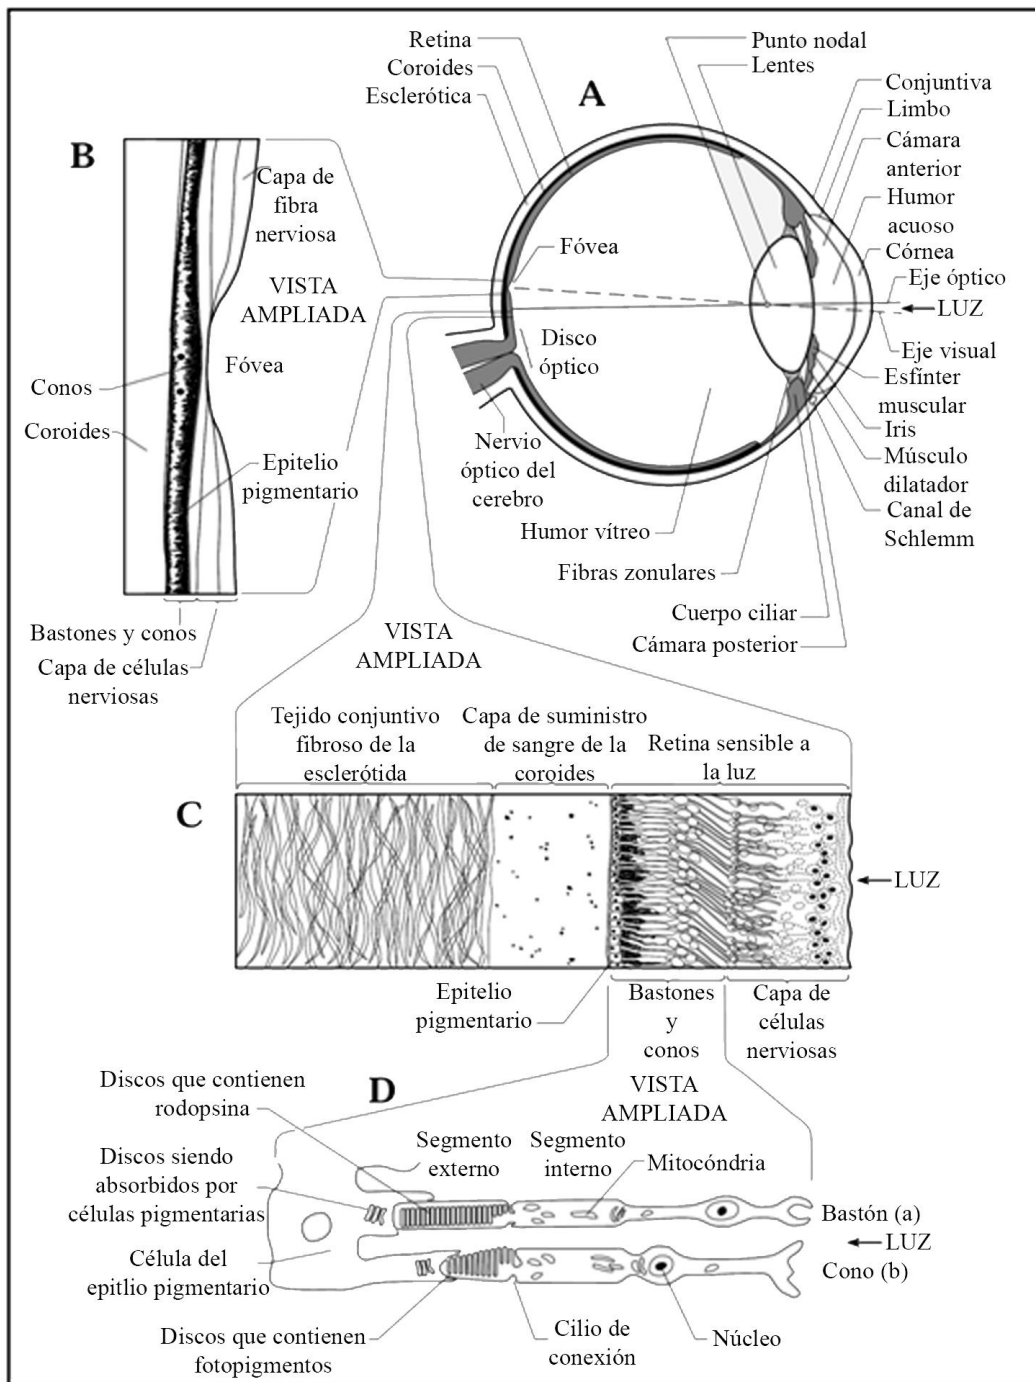 A
Retina
Coroides
Esclerótica
Punto nodal
Lentes
Conjuntiva
Limbo
Cámara
anterior
Humor
acuoso
Córnea
Eje óptico
LUZ
Eje visual
Esfínter
muscular
Iris
Músculo
dilatador
Canal de
Schlemm
Fóvea
Disco
óptico
Nervio
óptico del
cerebro
Humor vítreo
Fibras zonulares
Cuerpo ciliar
Cámara posterior
B
Capa de
fibra
nerviosa
VISTA
AMPLIADA
Fóvea
Conos
Coroides
Epitelio
pigmentario
Bastones y conos
Capa de células
nerviosas
VISTA
AMPLIADA
C
Tejido conjuntivo
fibroso de la
esclerótida
Capa de suministro
de sangre de la
coroides
Retina sensible a
la luz
LUZ
Epitelio
pigmentario
Bastones
y
conos
Capa de
células
nerviosas
VISTA
AMPLIADA
D
Discos que contienen
rodopsina
Discos siendo
absorbidos por
células pigmentarias
Célula del
epitlio pigmentario
Discos que contienen
fotopigmentos
Segmento
externo
Segmento
interno
Mitocóndria
Bastón (a)
LUZ
Cono (b)
Cilio de
conexión
Núcleo